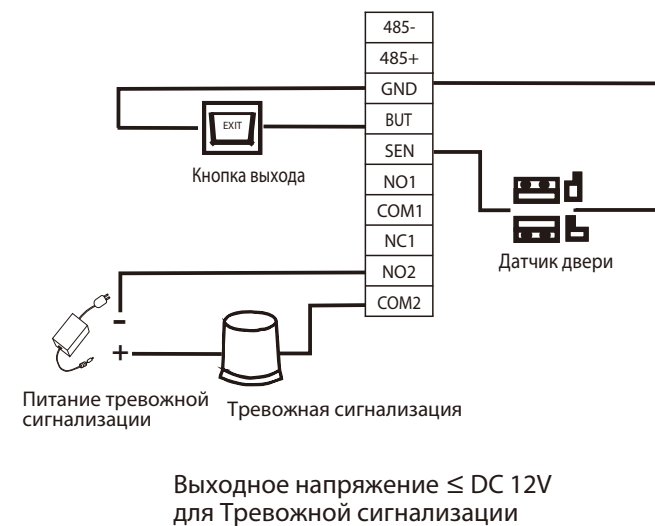 485-
485+
GND
BUT
SEN
NO1
COM1
NC1
NO2
COM2
EXIT
Кнопка выхода
Датчик двери
-
+
Питание тревожной
сигнализации
Тревожная сигнализация
Выходное напряжение ≤ DC 12V
для Тревожной сигнализации